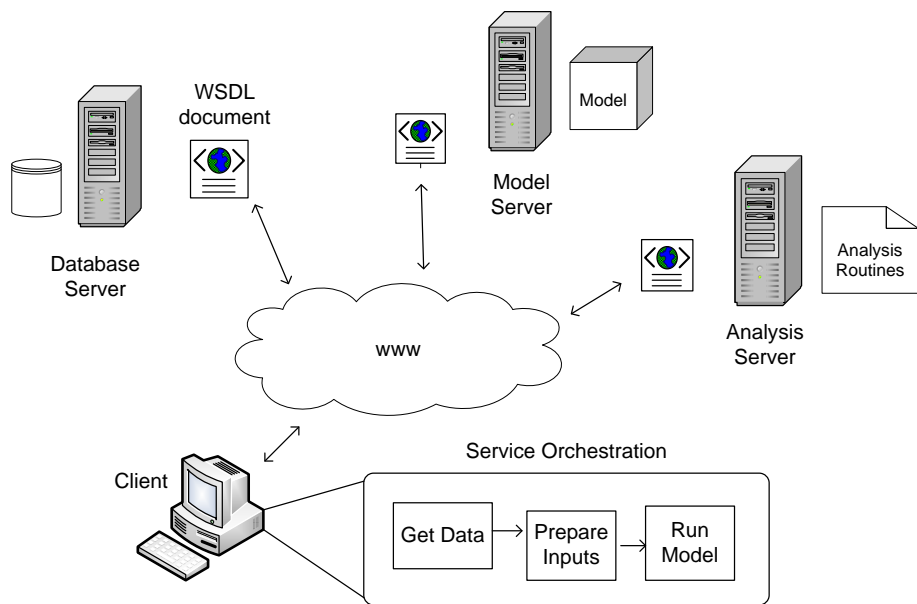 WSDL
document
Model
Model
Server
Database
Server
Analysis
Routines
Analysis
Server
www
Client
Service Orchestration
Get Data
Prepare
Inputs
Run
Model